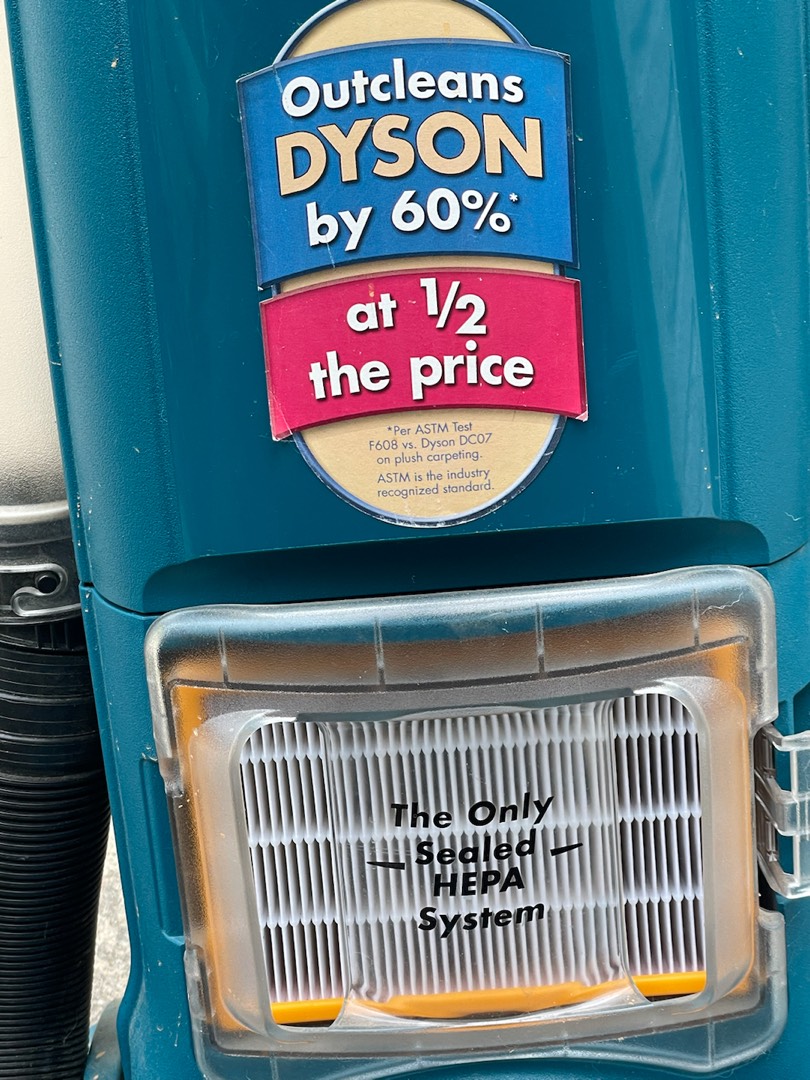 Outcleans
DYSON
by 60%*
at 1/2
the price
*Per ASTM Test
F608 vs. Dyson DC07
on plush carpeting.
ASTM is the industry
recognized standard.
The Only
Sealed
HEPA
System